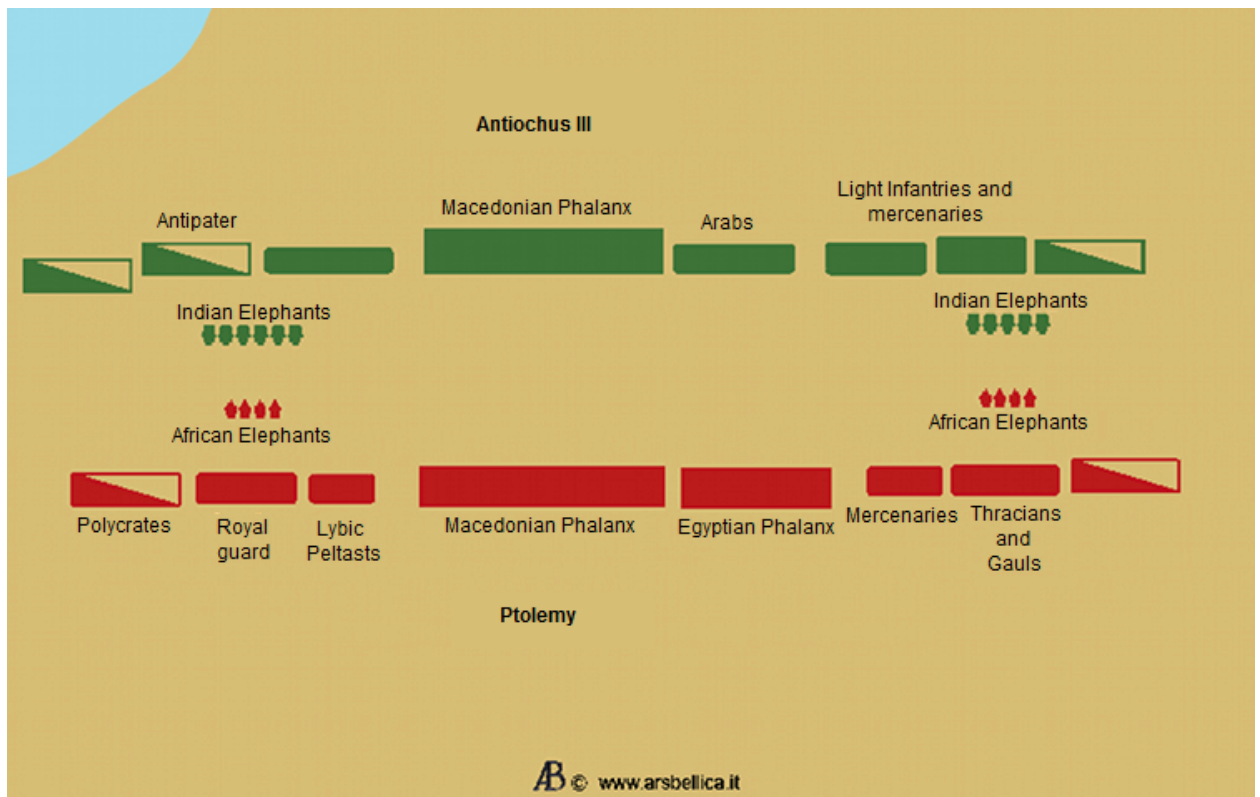 Antiochus III
Light Infantries and
mercenaries
Macedonian Phalanx
Antipater
Arabs
Indian Elephants
Indian Elephants
African Elephants
African Elephants
Polycrates
Royal
guard
Lybic
Peltasts
Macedonian Phalanx
Egyptian Phalanx
Mercenaries
Thracians
and
Gauls
Ptolemy
AB © www.arsbellica.it